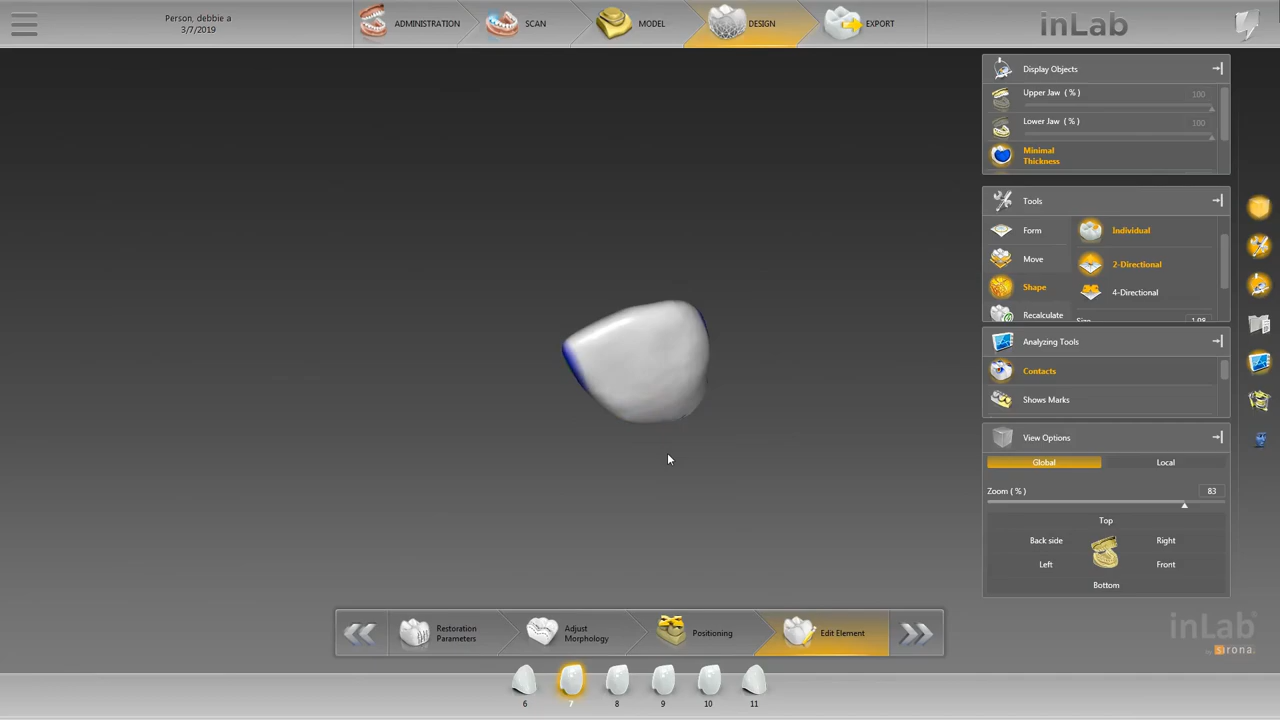 Person, debbie a
3/7/2019
ADMINISTRATION
SCAN
MODEL
DESIGN
EXPORT
inLab
Display Objects
Upper Jaw ( % )
100
Lower Jaw ( % )
100
Minimal
Thickness
Tools
Form
Individual
Move
2-Directional
Shape
4-Directional
Recalculate
Analyzing Tools
Contacts
Shows Marks
View Options
Global
Local
Zoom ( % )
83
Top
Back side
Right
Left
Front
Bottom
Restoration
Parameters
Adjust
Morphology
Positioning
Edit Element
inLab
by sirona.
6
7
8
9
10
11